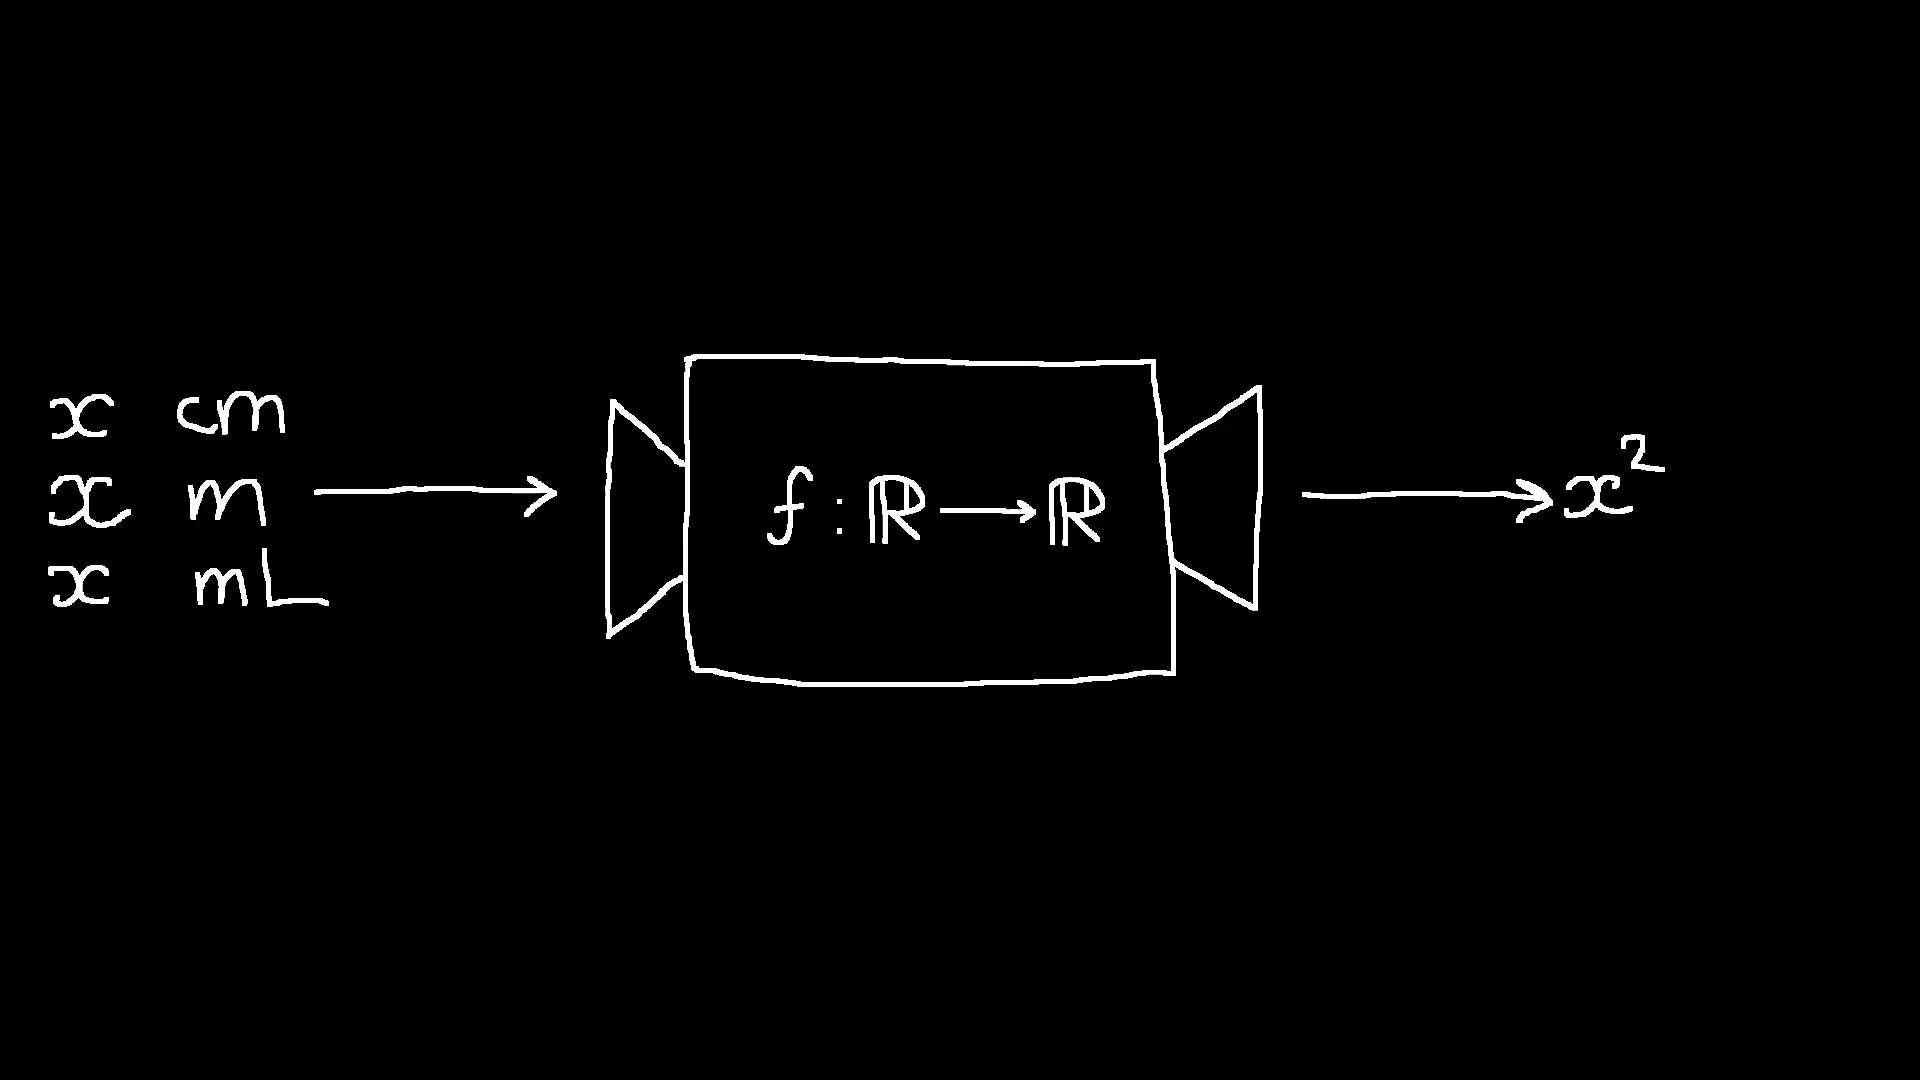 x cm
x m
x mL
f : ℝ → ℝ
x²